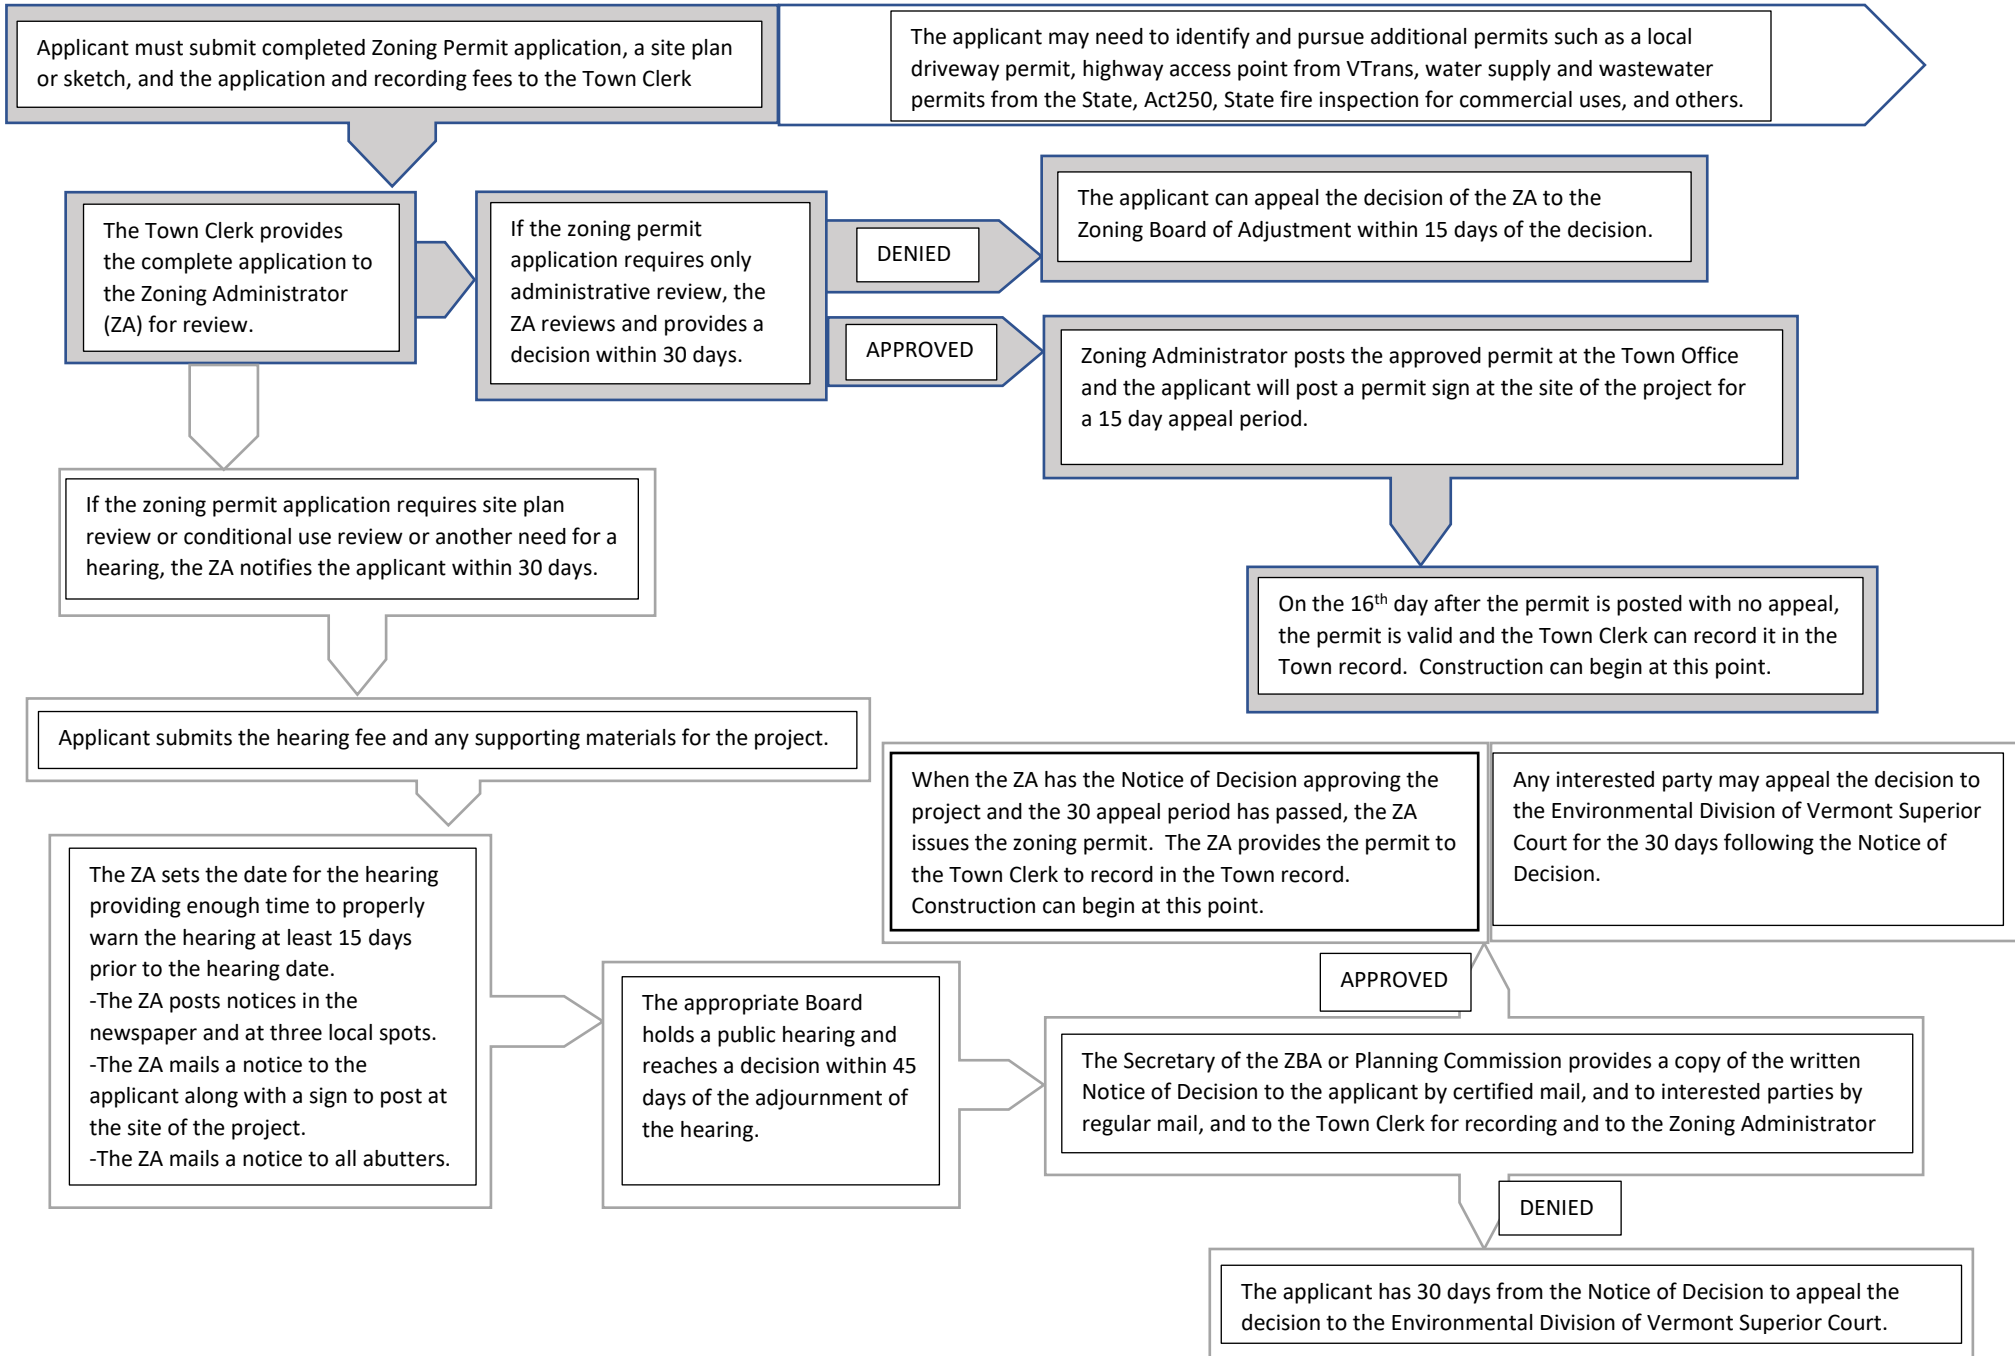 Applicant must submit completed Zoning Permit application, a site plan
or sketch, and the application and recording fees to the Town Clerk
The applicant may need to identify and pursue additional permits such as a local
driveway permit, highway access point from VTrans, water supply and wastewater
permits from the State, Act250, State fire inspection for commercial uses, and others.
The Town Clerk provides
the complete application to
the Zoning Administrator
(ZA) for review.
If the zoning permit
application requires only
administrative review, the
ZA reviews and provides a
decision within 30 days.
DENIED
The applicant can appeal the decision of the ZA to the
Zoning Board of Adjustment within 15 days of the decision.
APPROVED
Zoning Administrator posts the approved permit at the Town Office
and the applicant will post a permit sign at the site of the project for
a 15 day appeal period.
On the 16th day after the permit is posted with no appeal,
the permit is valid and the Town Clerk can record it in the
Town record.  Construction can begin at this point.
If the zoning permit application requires site plan
review or conditional use review or another need for a
hearing, the ZA notifies the applicant within 30 days.
Applicant submits the hearing fee and any supporting materials for the project.
The ZA sets the date for the hearing
providing enough time to properly
warn the hearing at least 15 days
prior to the hearing date.
-The ZA posts notices in the
newspaper and at three local spots.
-The ZA mails a notice to the
applicant along with a sign to post at
the site of the project.
-The ZA mails a notice to all abutters.
The appropriate Board
holds a public hearing and
reaches a decision within 45
days of the adjournment of
the hearing.
The Secretary of the ZBA or Planning Commission provides a copy of the written
Notice of Decision to the applicant by certified mail, and to interested parties by
regular mail, and to the Town Clerk for recording and to the Zoning Administrator
APPROVED
When the ZA has the Notice of Decision approving the
project and the 30 appeal period has passed, the ZA
issues the zoning permit.  The ZA provides the permit to
the Town Clerk to record in the Town record.
Construction can begin at this point.
Any interested party may appeal the decision to
the Environmental Division of Vermont Superior
Court for the 30 days following the Notice of
Decision.
DENIED
The applicant has 30 days from the Notice of Decision to appeal the
decision to the Environmental Division of Vermont Superior Court.